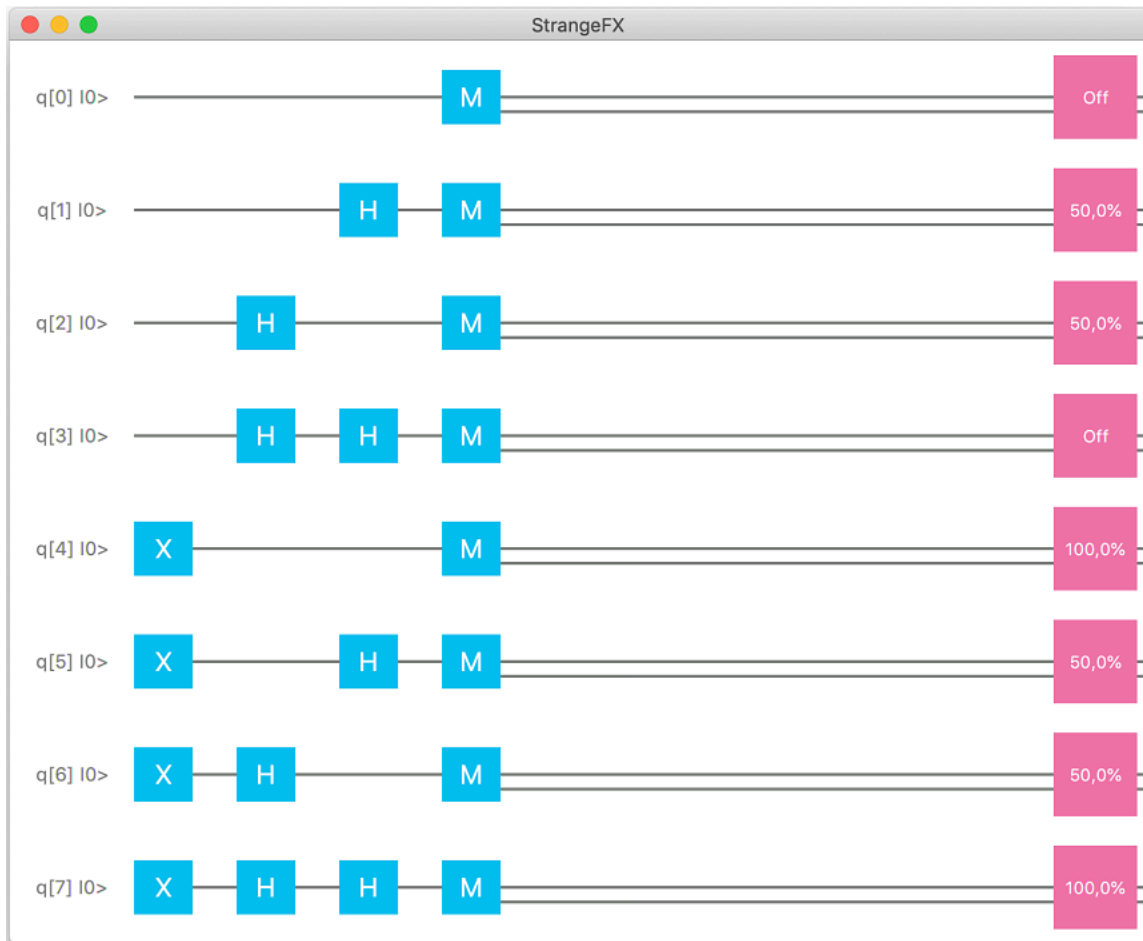 StrangeFX
q[0] I0> M Off
q[1] I0> H M 50,0%
q[2] I0> H M 50,0%
q[3] I0> H H M Off
q[4] I0> X M 100,0%
q[5] I0> X H M 50,0%
q[6] I0> X H M 50,0%
q[7] I0> X H H M 100,0%